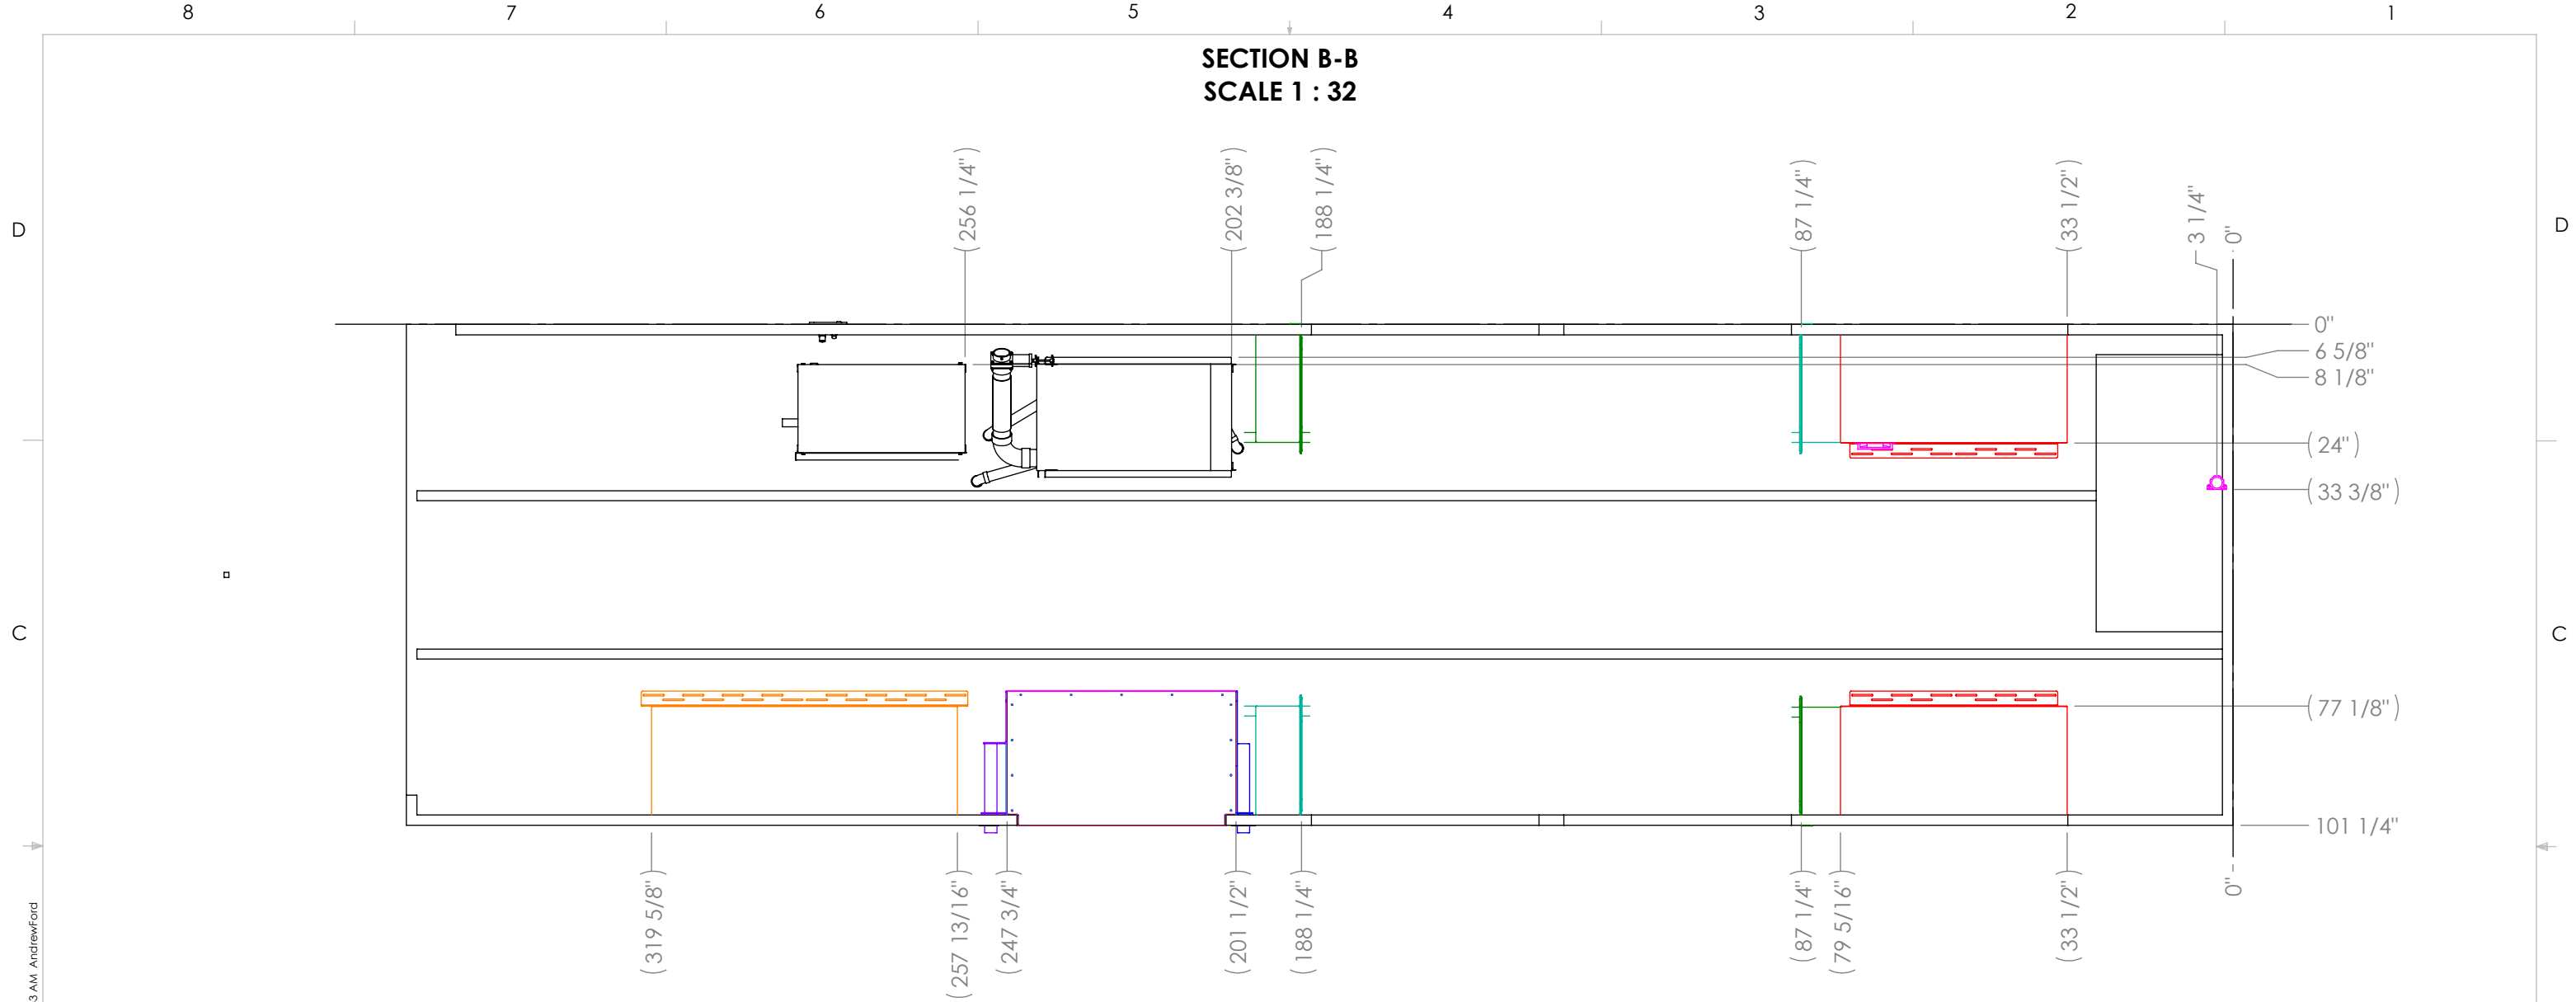 8 7 6 5 4 3 2 1
SECTION B-B
SCALE 1 : 32
(256 1/4")
(202 3/8")
(188 1/4")
(87 1/4")
(33 1/2")
3 1/4"
0"
D
D
0"
6 5/8"
8 1/8"
(24")
(33 3/8")
C
C
(77 1/8")
101 1/4"
(319 5/8")
(257 13/16")
(247 3/4")
(201 1/2")
(188 1/4")
(87 1/4")
(79 5/16")
(33 1/2")
0"
3 AM AndrewFord